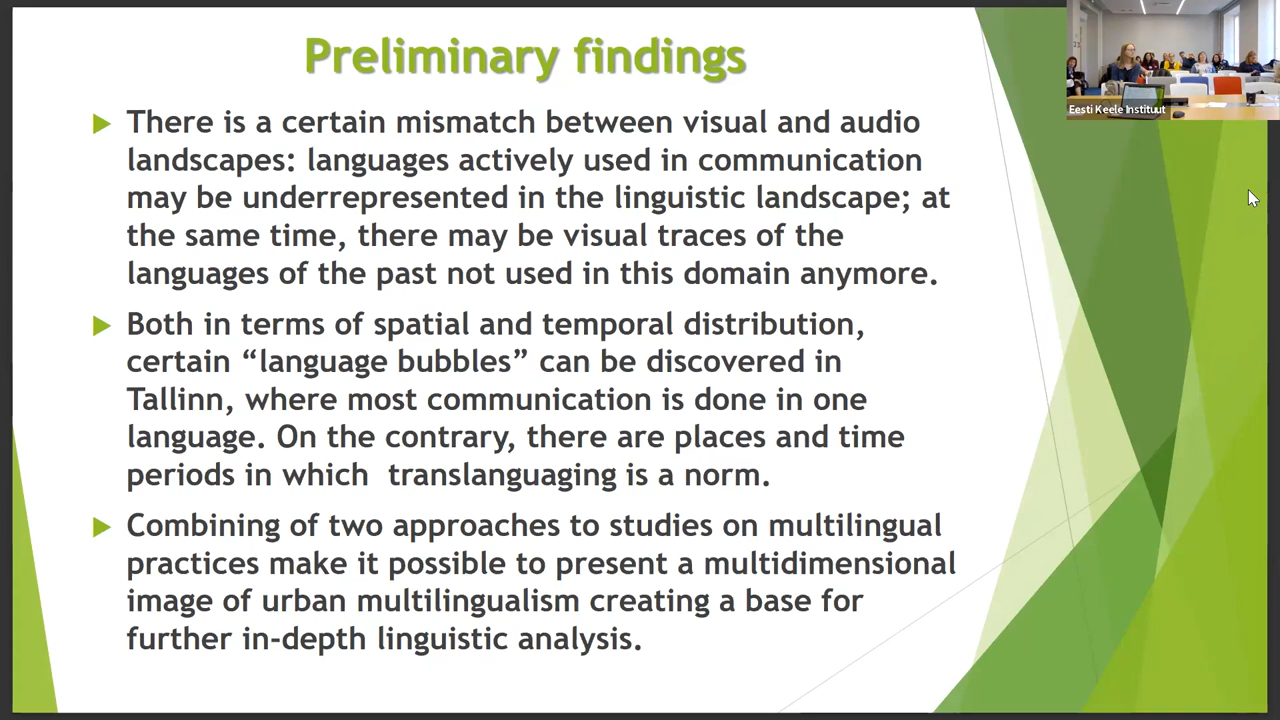 Preliminary findings
There is a certain mismatch between visual and audio
landscapes: languages actively used in communication
may be underrepresented in the linguistic landscape; at
the same time, there may be visual traces of the
languages of the past not used in this domain anymore.
Both in terms of spatial and temporal distribution,
certain “language bubbles” can be discovered in
Tallinn, where most communication is done in one
language. On the contrary, there are places and time
periods in which  translanguaging is a norm.
Combining of two approaches to studies on multilingual
practices make it possible to present a multidimensional
image of urban multilingualism creating a base for
further in-depth linguistic analysis.
Eesti Keele Instituut